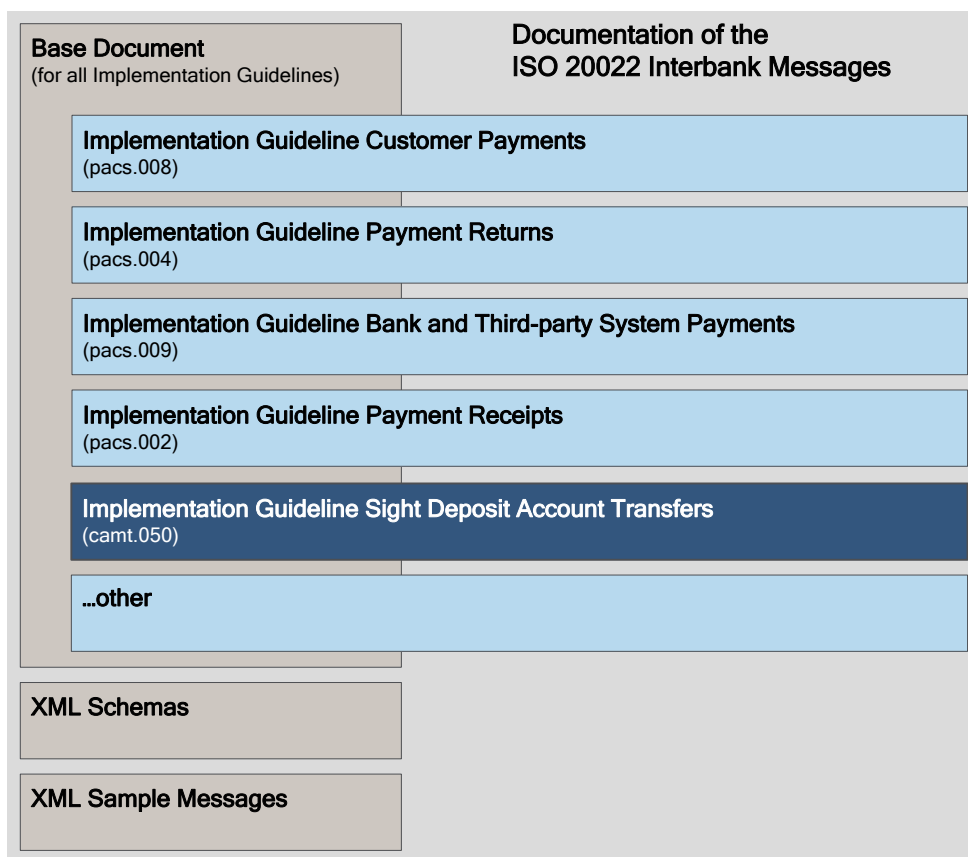 Base Document
(for all Implementation Guidelines)
Documentation of the
ISO 20022 Interbank Messages
Implementation Guideline Customer Payments
(pacs.008)
Implementation Guideline Payment Returns
(pacs.004)
Implementation Guideline Bank and Third-party System Payments
(pacs.009)
Implementation Guideline Payment Receipts
(pacs.002)
Implementation Guideline Sight Deposit Account Transfers
(camt.050)
…other
XML Schemas
XML Sample Messages